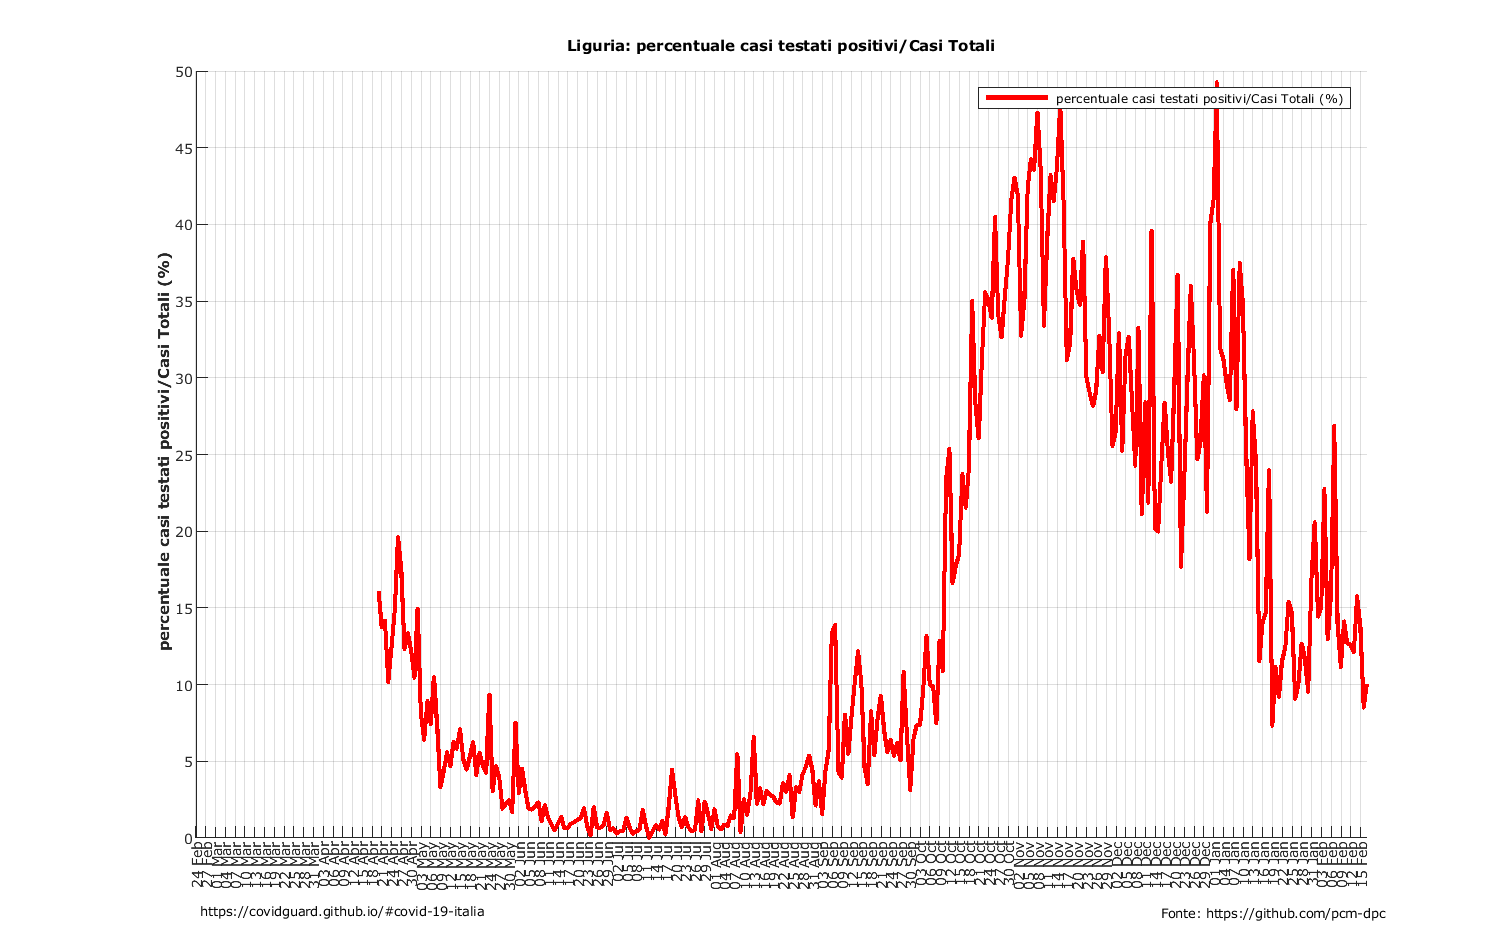 Liguria: percentuale casi testati positivi/Casi Totali
percentuale casi testati positivi/Casi Totali (%)
percentuale casi testati positivi/Casi Totali (%)
50
45
40
35
30
25
20
15
10
5
0
24 Feb
27 Feb
01 Mar
04 Mar
07 Mar
10 Mar
13 Mar
16 Mar
19 Mar
22 Mar
25 Mar
28 Mar
31 Mar
03 Apr
06 Apr
09 Apr
12 Apr
15 Apr
18 Apr
21 Apr
24 Apr
27 Apr
30 Apr
03 May
06 May
09 May
12 May
15 May
18 May
21 May
24 May
27 May
30 May
02 Jun
05 Jun
08 Jun
11 Jun
14 Jun
17 Jun
20 Jun
23 Jun
26 Jun
29 Jun
02 Jul
05 Jul
08 Jul
11 Jul
14 Jul
17 Jul
20 Jul
23 Jul
26 Jul
29 Jul
01 Aug
04 Aug
07 Aug
10 Aug
13 Aug
16 Aug
19 Aug
22 Aug
25 Aug
28 Aug
31 Aug
03 Sep
06 Sep
09 Sep
12 Sep
15 Sep
18 Sep
21 Sep
24 Sep
27 Sep
30 Sep
03 Oct
06 Oct
09 Oct
12 Oct
15 Oct
18 Oct
21 Oct
24 Oct
27 Oct
30 Oct
02 Nov
05 Nov
08 Nov
11 Nov
14 Nov
17 Nov
20 Nov
23 Nov
26 Nov
29 Nov
02 Dec
05 Dec
08 Dec
11 Dec
14 Dec
17 Dec
20 Dec
23 Dec
26 Dec
29 Dec
01 Jan
04 Jan
07 Jan
10 Jan
13 Jan
16 Jan
19 Jan
22 Jan
25 Jan
28 Jan
31 Jan
03 Feb
06 Feb
09 Feb
12 Feb
15 Feb
https://covidguard.github.io/#covid-19-italia
Fonte: https://github.com/pcm-dpc